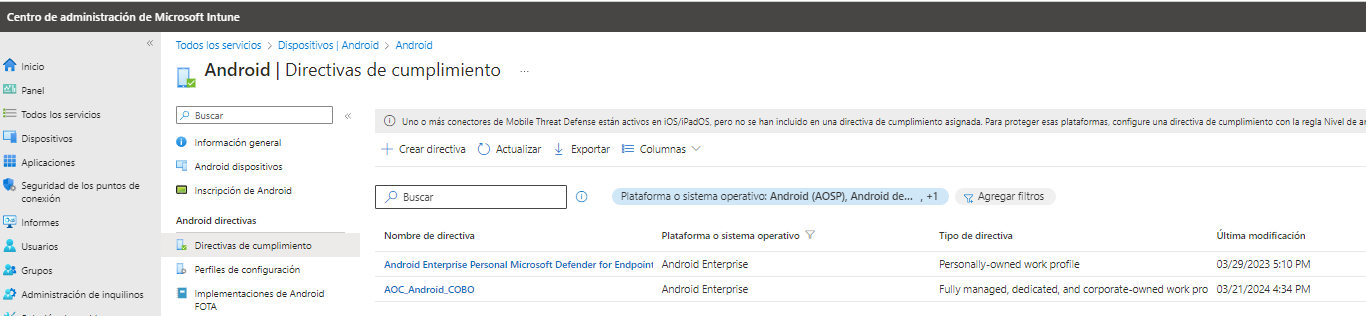 Centro de administración de Microsoft Intune
«
Inicio
Panel
Todos los servicios
Dispositivos
Aplicaciones
Seguridad de los puntos de
conexión
Informes
Usuarios
Grupos
Administración de inquilinos
Todos los servicios > Dispositivos | Android > Android
Android | Directivas de cumplimiento ...
Buscar «
Información general
Android dispositivos
Inscripción de Android
Android directivas
Directivas de cumplimiento
Perfiles de configuración
Implementaciones de Android
FOTA
Uno o más conectores de Mobile Threat Defense están activos en iOS/iPadOS, pero no se han incluido en una directiva de cumplimiento asignada. Para proteger esas plataformas, configure una directiva de cumplimiento con la regla Nivel de
Crear directiva Actualizar Exportar Columnas
Buscar Plataforma o sistema operativo: Android (AOSP), Android de... , +1 Agregar filtros
Nombre de directiva Plataforma o sistema operativo Tipo de directiva Última modificación
Android Enterprise Personal Microsoft Defender for Endpoint Android Enterprise Personally-owned work profile 03/29/2023 5:10 PM
AOC_Android_COBO Android Enterprise Fully managed, dedicated, and corporate-owned work pro 03/21/2024 4:34 PM